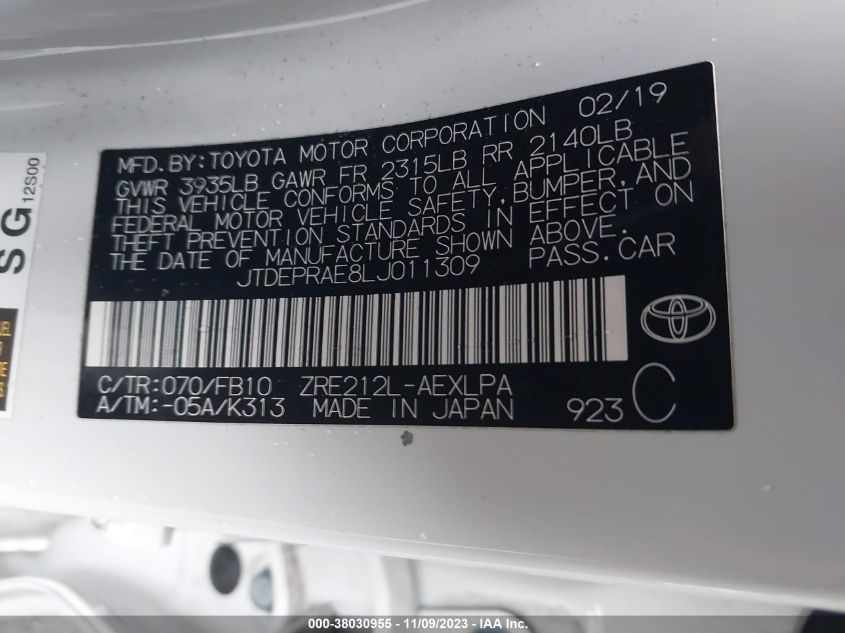 MFD. BY: TOYOTA MOTOR CORPORATION 02/19
GVWR 3935LB GAWR FR 2315LB RR 2140LB
THIS VEHICLE CONFORMS TO ALL APPLICABLE
FEDERAL MOTOR VEHICLE SAFETY, BUMPER, AND
THEFT PREVENTION STANDARDS IN EFFECT ON
THE DATE OF MANUFACTURE SHOWN ABOVE.
JTDEPRAE8LJ011309 PASS. CAR
C/TR: 070/FB10 ZRE212L-AEXLPA
A/TM: -05A/K313 MADE IN JAPAN 923 C
SG
12S00
000-38030955 - 11/09/2023 - IAA Inc.